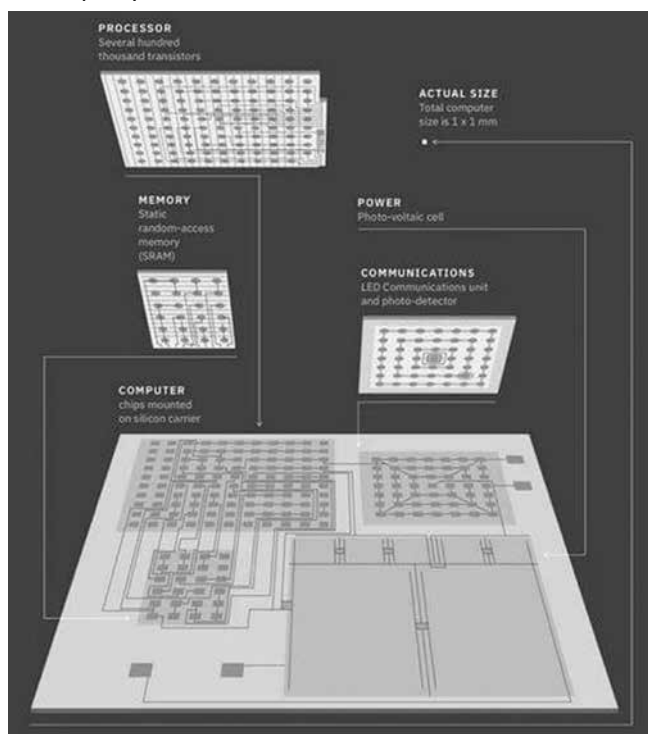 PROCESSOR
Several hundred
thousand transistors
ACTUAL SIZE
Total computer
size is 1 x 1 mm
MEMORY
Static
random-access
memory
(SRAM)
POWER
Photo-voltaic cell
COMMUNICATIONS
LED Communications unit
and photo-detector
COMPUTER
chips mounted
on silicon carrier